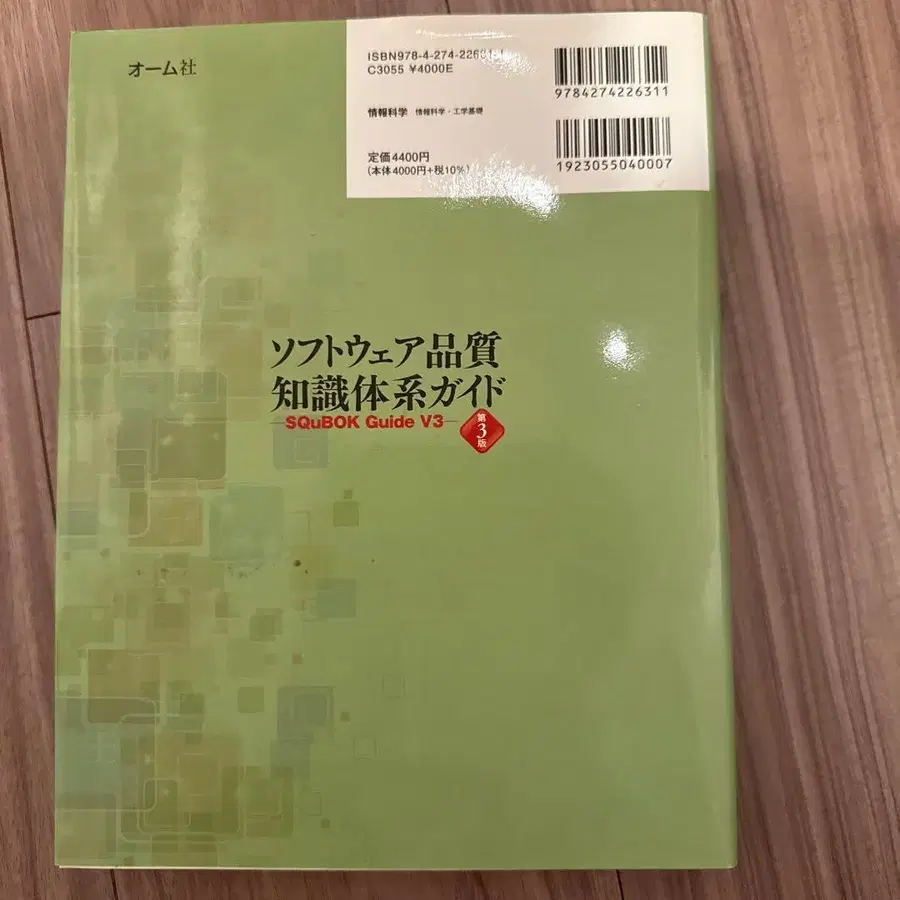 オーム社
ISBN978-4-274-22631-1
C3055 ¥4000E
9784274226311
情報科学 情報科学・工学基礎
定価4400円
(本体4000円+税10%)
1923055040007
ソフトウェア品質
知識体系ガイド
—SQuBOK Guide V3—
第3版